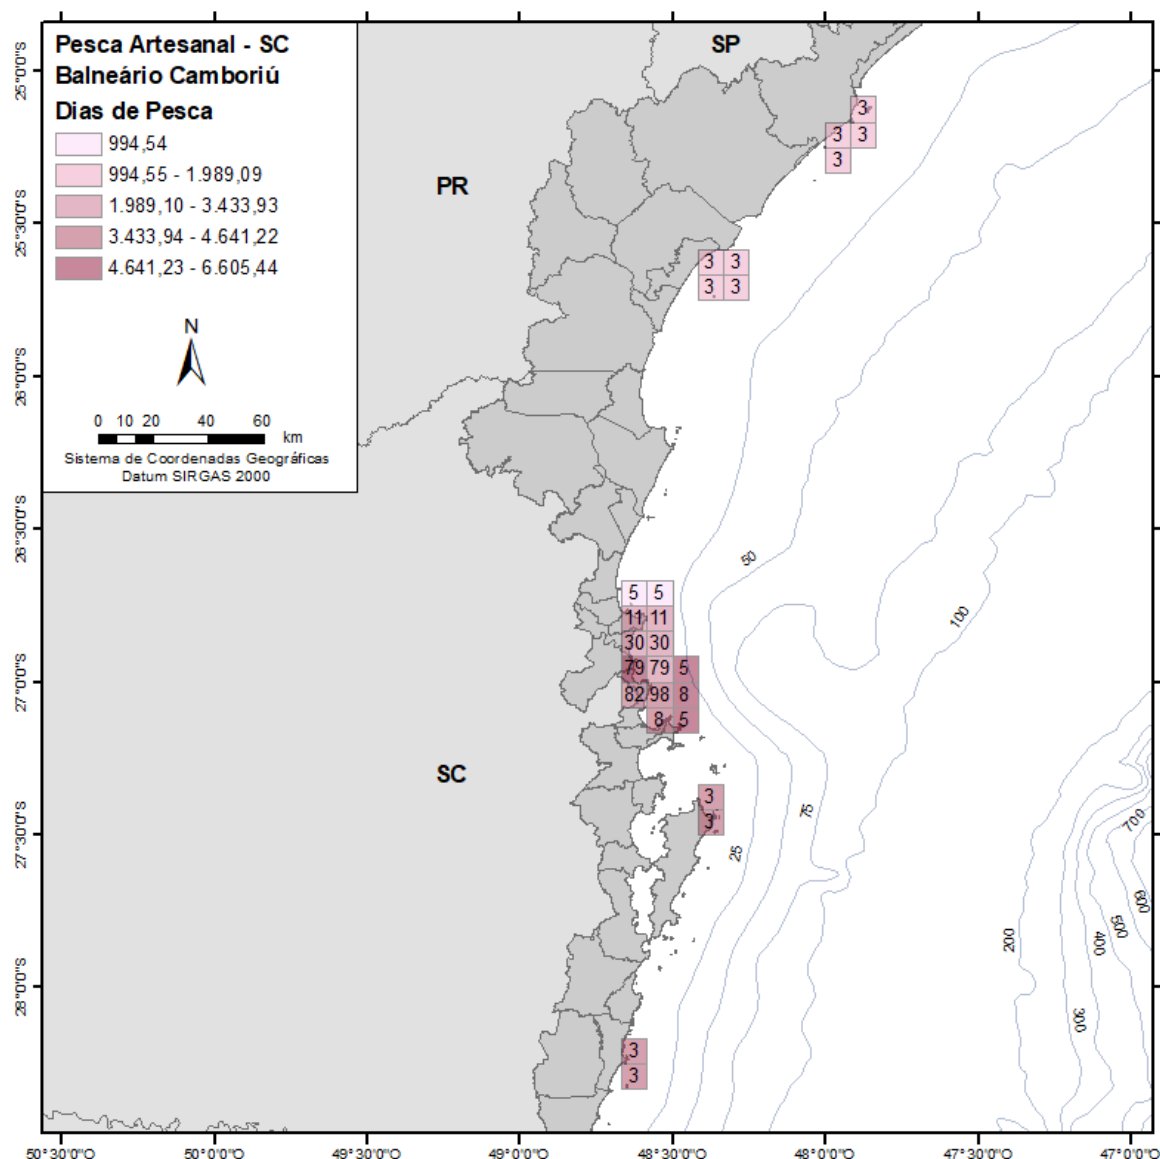 Pesca Artesanal - SC
Balneário Camboriú
Dias de Pesca
994,54
994,55 - 1.989,09
1.989,10 - 3.433,93
3.433,94 - 4.641,22
4.641,23 - 6.605,44
N
0 10 20 40 60
km
Sistema de Coordenadas Geográficas
Datum SIRGAS 2000
SP
PR
SC
3
3 3
3
3 3
3 3
5 5
11 11
30 30
79 79 5
82 98 8
8 5
3
3
3
3
50
100
75
25
200
300
400
500
600
700
25°0'0"S
25°30'0"S
26°0'0"S
26°30'0"S
27°0'0"S
27°30'0"S
28°0'0"S
50°30'0"O
50°0'0"O
49°30'0"O
49°0'0"O
48°30'0"O
48°0'0"O
47°30'0"O
47°0'0"O